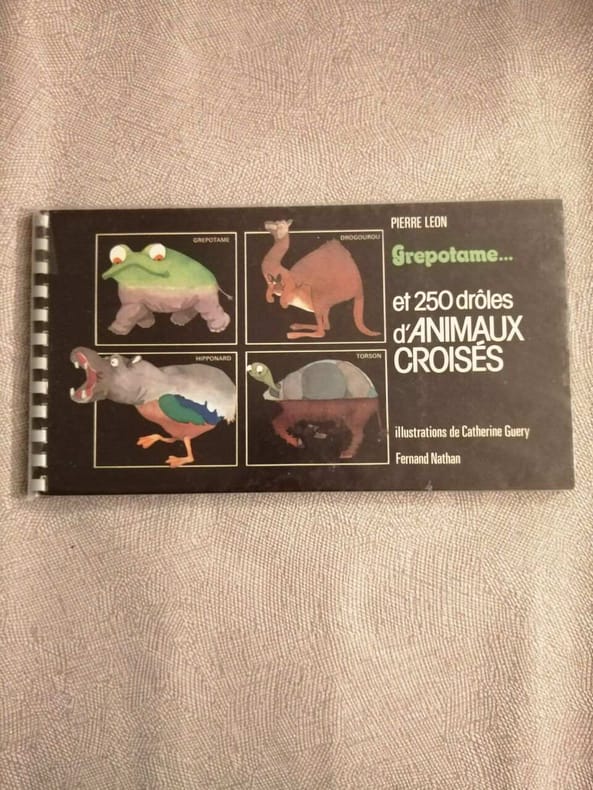 GREPOTAME
DROGOUROU
HIPPONARD
TORSON
PIERRE LEON
Grepotame...
et 250 drôles
d'ANIMAUX
CROISÉS
illustrations de Catherine Guery
Fernand Nathan